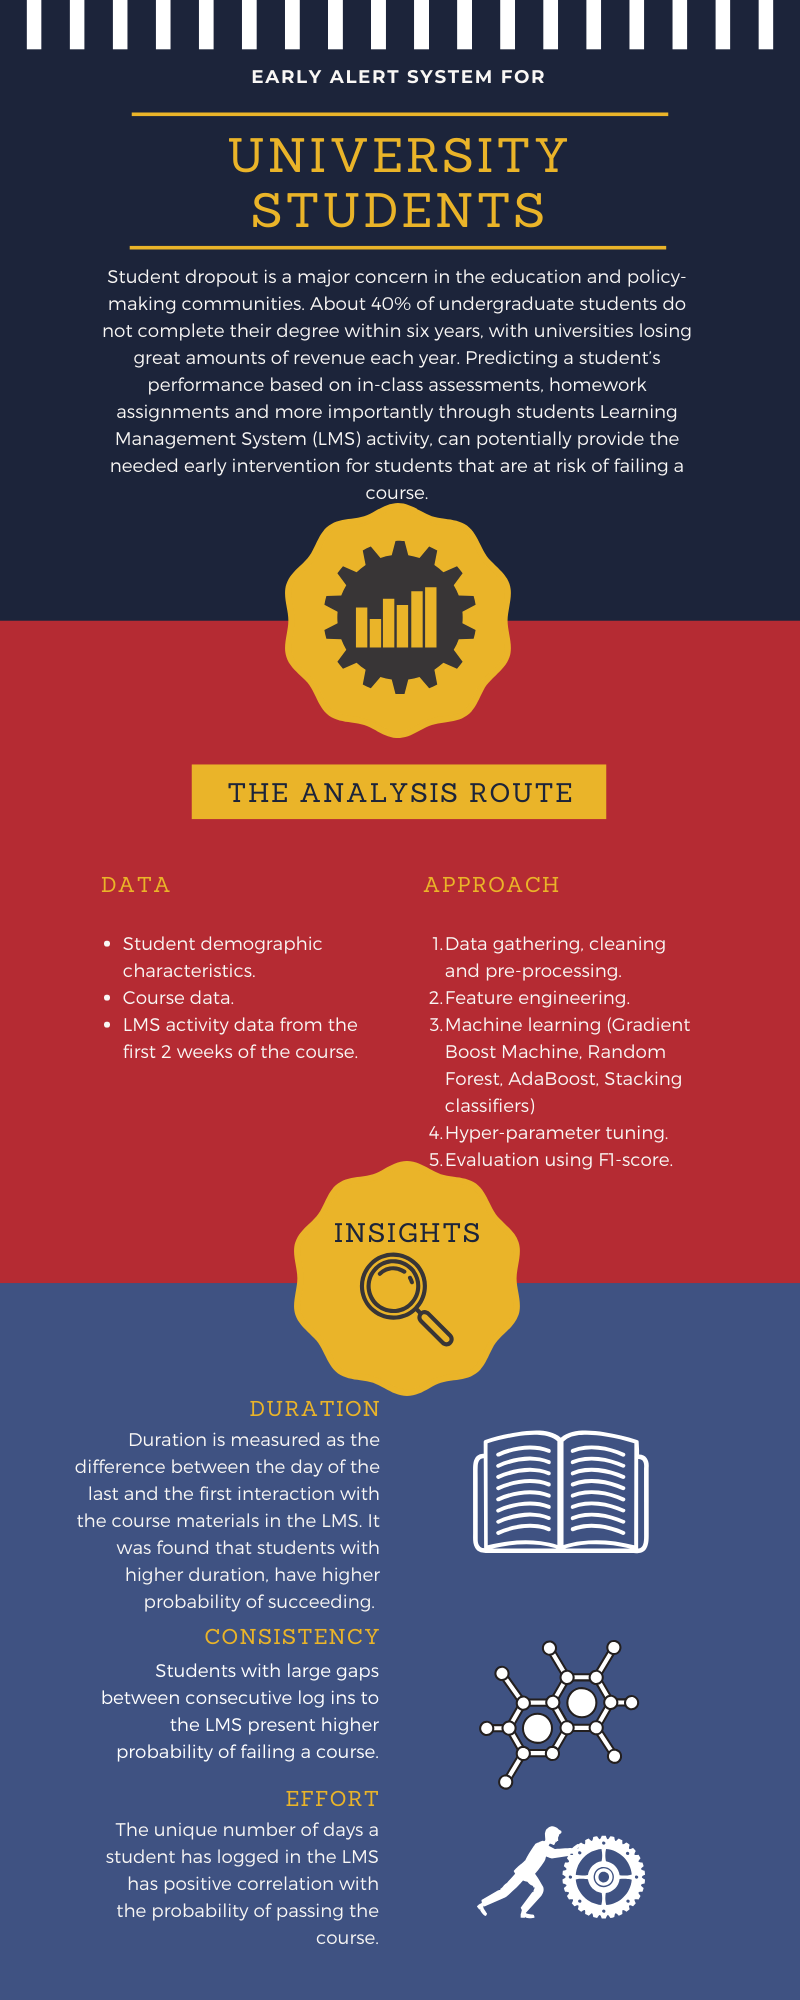 EARLY ALERT SYSTEM FOR
UNIVERSITY
STUDENTS
Student dropout is a major concern in the education and policy-
making communities. About 40% of undergraduate students do
not complete their degree within six years, with universities losing
great amounts of revenue each year. Predicting a student's
performance based on in-class assessments, homework
assignments and more importantly through students Learning
Management System (LMS) activity, can potentially provide the
needed early intervention for students that are at risk of failing a
course.
THE ANALYSIS ROUTE
DATA
• Student demographic
characteristics.
• Course data.
• LMS activity data from the
first 2 weeks of the course.
APPROACH
1. Data gathering, cleaning
and pre-processing.
2. Feature engineering.
3. Machine learning (Gradient
Boost Machine, Random
Forest, AdaBoost, Stacking
classifiers)
4. Hyper-parameter tuning.
5. Evaluation using F1-score.
INSIGHTS
DURATION
Duration is measured as the
difference between the day of the
last and the first interaction with
the course materials in the LMS. It
was found that students with
higher duration, have higher
probability of succeeding.
CONSISTENCY
Students with large gaps
between consecutive log ins to
the LMS present higher
probability of failing a course.
EFFORT
The unique number of days a
student has logged in the LMS
has positive correlation with
the probability of passing the
course.